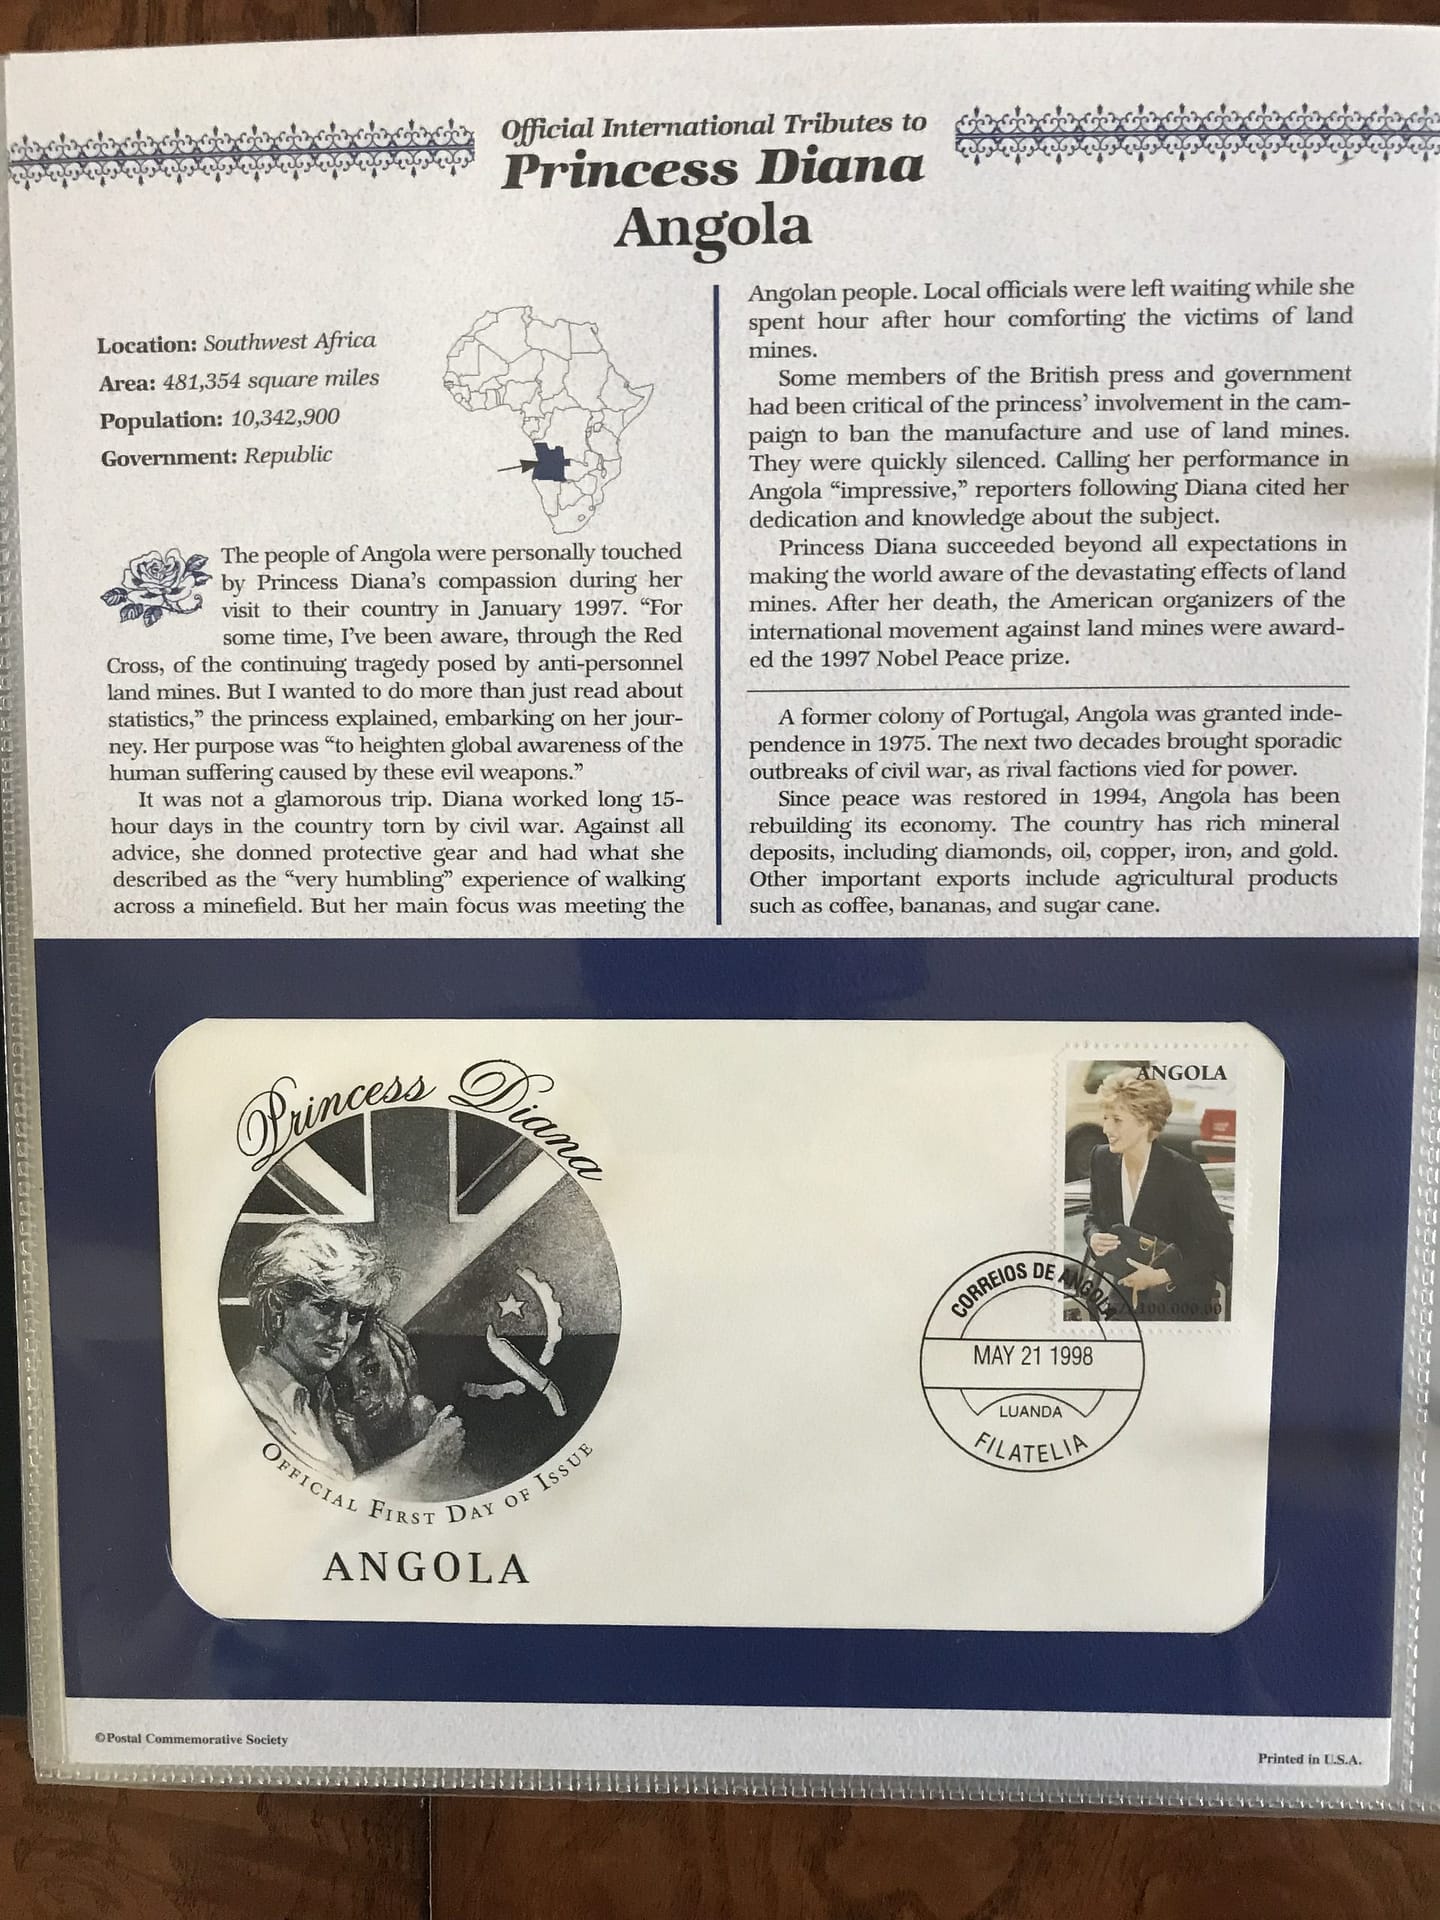 Official International Tributes to
Princess Diana
Angola
Location: Southwest Africa
Area: 481,354 square miles
Population: 10,342,900
Government: Republic
The people of Angola were personally touched
by Princess Diana's compassion during her
visit to their country in January 1997. “For
some time, I've been aware, through the Red
Cross, of the continuing tragedy posed by anti-personnel
land mines. But I wanted to do more than just read about
statistics,” the princess explained, embarking on her jour-
ney. Her purpose was “to heighten global awareness of the
human suffering caused by these evil weapons.”
It was not a glamorous trip. Diana worked long 15-
hour days in the country torn by civil war. Against all
advice, she donned protective gear and had what she
described as the “very humbling” experience of walking
across a minefield. But her main focus was meeting the
Angolan people. Local officials were left waiting while she
spent hour after hour comforting the victims of land
mines.
Some members of the British press and government
had been critical of the princess’ involvement in the cam-
paign to ban the manufacture and use of land mines.
They were quickly silenced. Calling her performance in
Angola “impressive,” reporters following Diana cited her
dedication and knowledge about the subject.
Princess Diana succeeded beyond all expectations in
making the world aware of the devastating effects of land
mines. After her death, the American organizers of the
international movement against land mines were award-
ed the 1997 Nobel Peace prize.
A former colony of Portugal, Angola was granted inde-
pendence in 1975. The next two decades brought sporadic
outbreaks of civil war, as rival factions vied for power.
Since peace was restored in 1994, Angola has been
rebuilding its economy. The country has rich mineral
deposits, including diamonds, oil, copper, iron, and gold.
Other important exports include agricultural products
such as coffee, bananas, and sugar cane.
Princess Diana
OFFICIAL FIRST DAY OF ISSUE
ANGOLA
ANGOLA
100.000,00
CORREIOS DE ANGOLA
MAY 21 1998
LUANDA
FILATELIA
©Postal Commemorative Society
Printed in U.S.A.